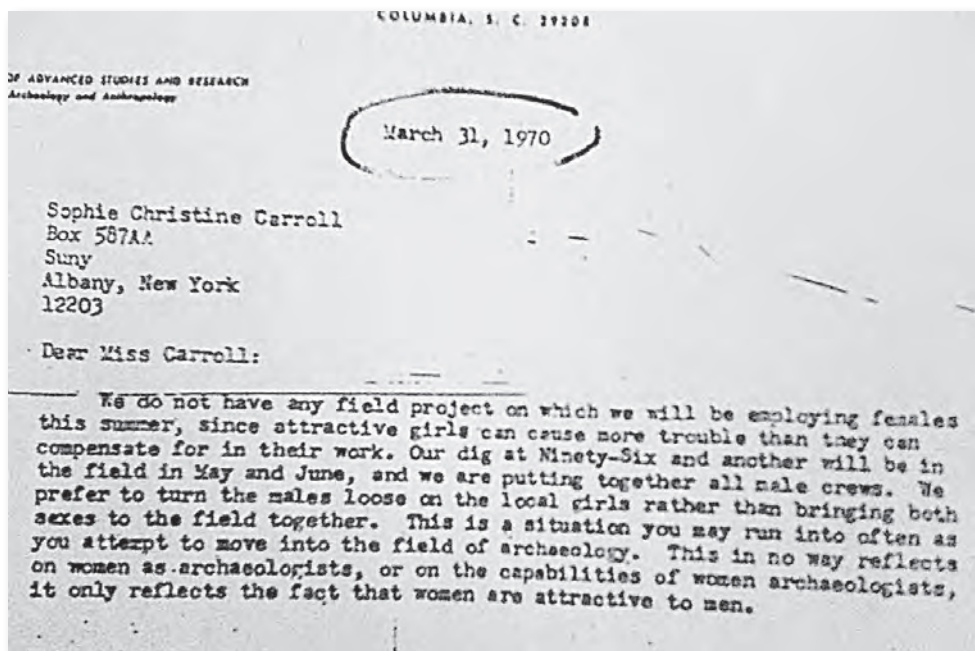 COLUMBIA, S. C. 29208
OF ADVANCED STUDIES AND RESEARCH
Archeology and Anthropology
March 31, 1970
Sophie Christine Carroll
Box 587AA
Suny
Albany, New York
12203
Dear Miss Carroll:
We do not have any field project on which we will be employing females
this summer, since attractive girls can cause more trouble than they can
compensate for in their work. Our dig at Ninety-Six and another will be in
the field in May and June, and we are putting together all male crews. We
prefer to turn the males loose on the local girls rather than bringing both
sexes to the field together. This is a situation you may run into often as
you attempt to move into the field of archaeology. This in no way reflects
on women as archaeologists, or on the capabilities of women archaeologists,
it only reflects the fact that women are attractive to men.